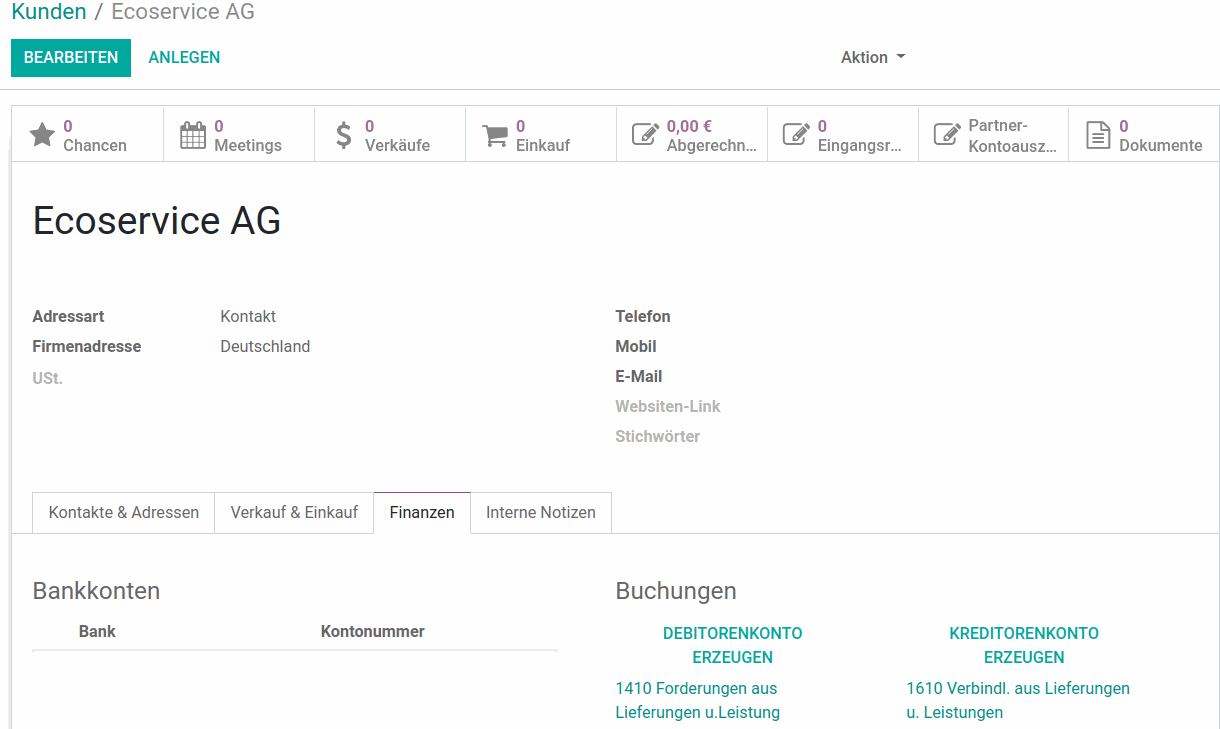 Kunden / Ecoservice AG
BEARBEITEN ANLEGEN Aktion
0 Chancen
0 Meetings
0 Verkäufe
0 Einkauf
0,00 € Abgerechn...
0 Eingangsr...
Partner-
Kontoausz...
0 Dokumente
Ecoservice AG
Adressart Kontakt
Firmenadresse Deutschland
USt.
Telefon
Mobil
E-Mail
Websiten-Link
Stichwörter
Kontakte & Adressen Verkauf & Einkauf Finanzen Interne Notizen
Bankkonten
Bank Kontonummer
Buchungen
DEBITORENKONTO
ERZEUGEN
1410 Forderungen aus
Lieferungen u.Leistung
KREDITORENKONTO
ERZEUGEN
1610 Verbindl. aus Lieferungen
u. Leistungen